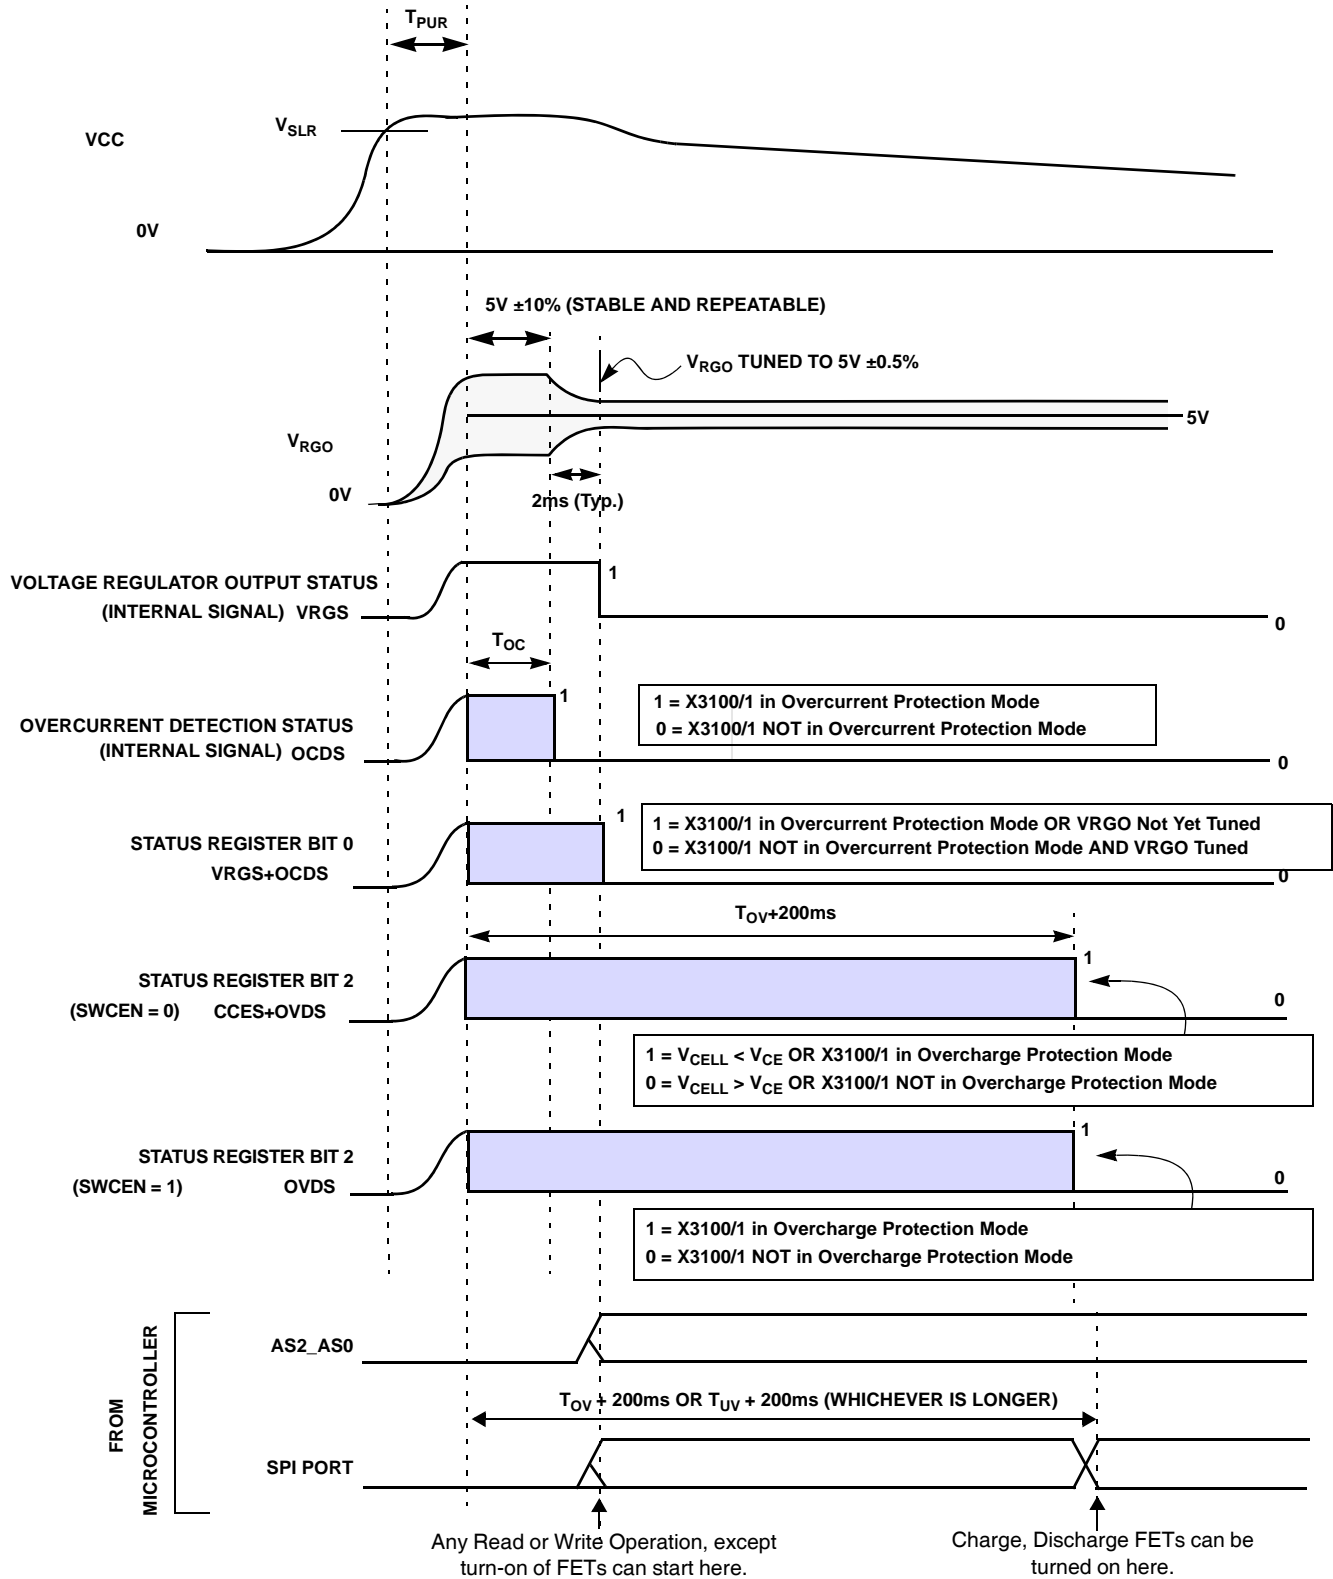 TPUR
VSLR
VCC
0V
5V ±10% (STABLE AND REPEATABLE)
VRGO TUNED TO 5V ±0.5%
5V
VRGO
0V
2ms (Typ.)
VOLTAGE REGULATOR OUTPUT STATUS
(INTERNAL SIGNAL) VRGS
1
0
TOC
OVERCURRENT DETECTION STATUS
(INTERNAL SIGNAL) OCDS
1
1 = X3100/1 in Overcurrent Protection Mode
0 = X3100/1 NOT in Overcurrent Protection Mode
0
STATUS REGISTER BIT 0
VRGS+OCDS
1
1 = X3100/1 in Overcurrent Protection Mode OR VRGO Not Yet Tuned
0 = X3100/1 NOT in Overcurrent Protection Mode AND VRGO Tuned
0
TOV+200ms
STATUS REGISTER BIT 2
(SWCEN = 0) CCES+OVDS
1
0
1 = VCELL < VCE OR X3100/1 in Overcharge Protection Mode
0 = VCELL > VCE OR X3100/1 NOT in Overcharge Protection Mode
STATUS REGISTER BIT 2
(SWCEN = 1) OVDS
1
0
1 = X3100/1 in Overcharge Protection Mode
0 = X3100/1 NOT in Overcharge Protection Mode
FROM
MICROCONTROLLER
AS2_AS0
TOV + 200ms OR TUV + 200ms (WHICHEVER IS LONGER)
SPI PORT
Any Read or Write Operation, except
turn-on of FETs can start here.
Charge, Discharge FETs can be
turned on here.